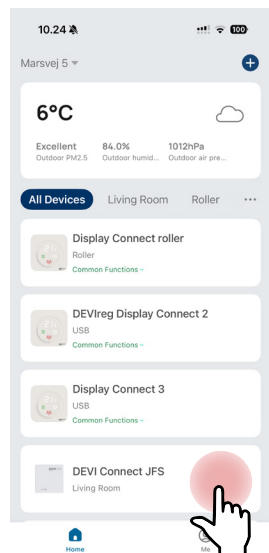 10.24
100
Marsvej 5
6°C
Excellent 84.0% 1012hPa
Outdoor PM2.5 Outdoor humid... Outdoor air pre...
All Devices Living Room Roller ...
Display Connect roller
Roller
Common Functions
DEVIreg Display Connect 2
USB
Common Functions
Display Connect 3
USB
Common Functions
DEVI Connect JFS
Living Room
Home Me